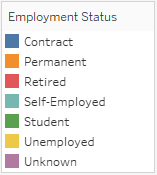 Employment Status
Contract
Permanent
Retired
Self-Employed
Student
Unemployed
Unknown